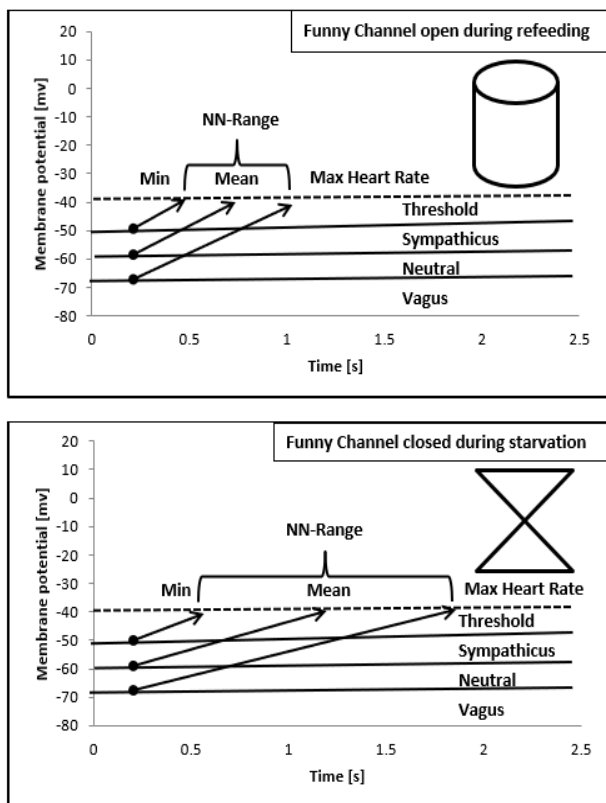 Funny Channel open during refeeding
20
10
0
-10
-20
-30
-40
-50
-60
-70
-80
Membrane potential [mv]
NN-Range
Min
Mean
Max Heart Rate
Threshold
Sympathicus
Neutral
Vagus
0 0.5 1 2 2.5
Time [s]
Funny Channel closed during starvation
20
10
0
-10
-20
-30
-40
-50
-60
-70
-80
Membrane potential [mv]
NN-Range
Min
Mean
Max Heart Rate
Threshold
Sympathicus
Neutral
Vagus
0 0.5 1 1.5 2 2.5
Time [s]